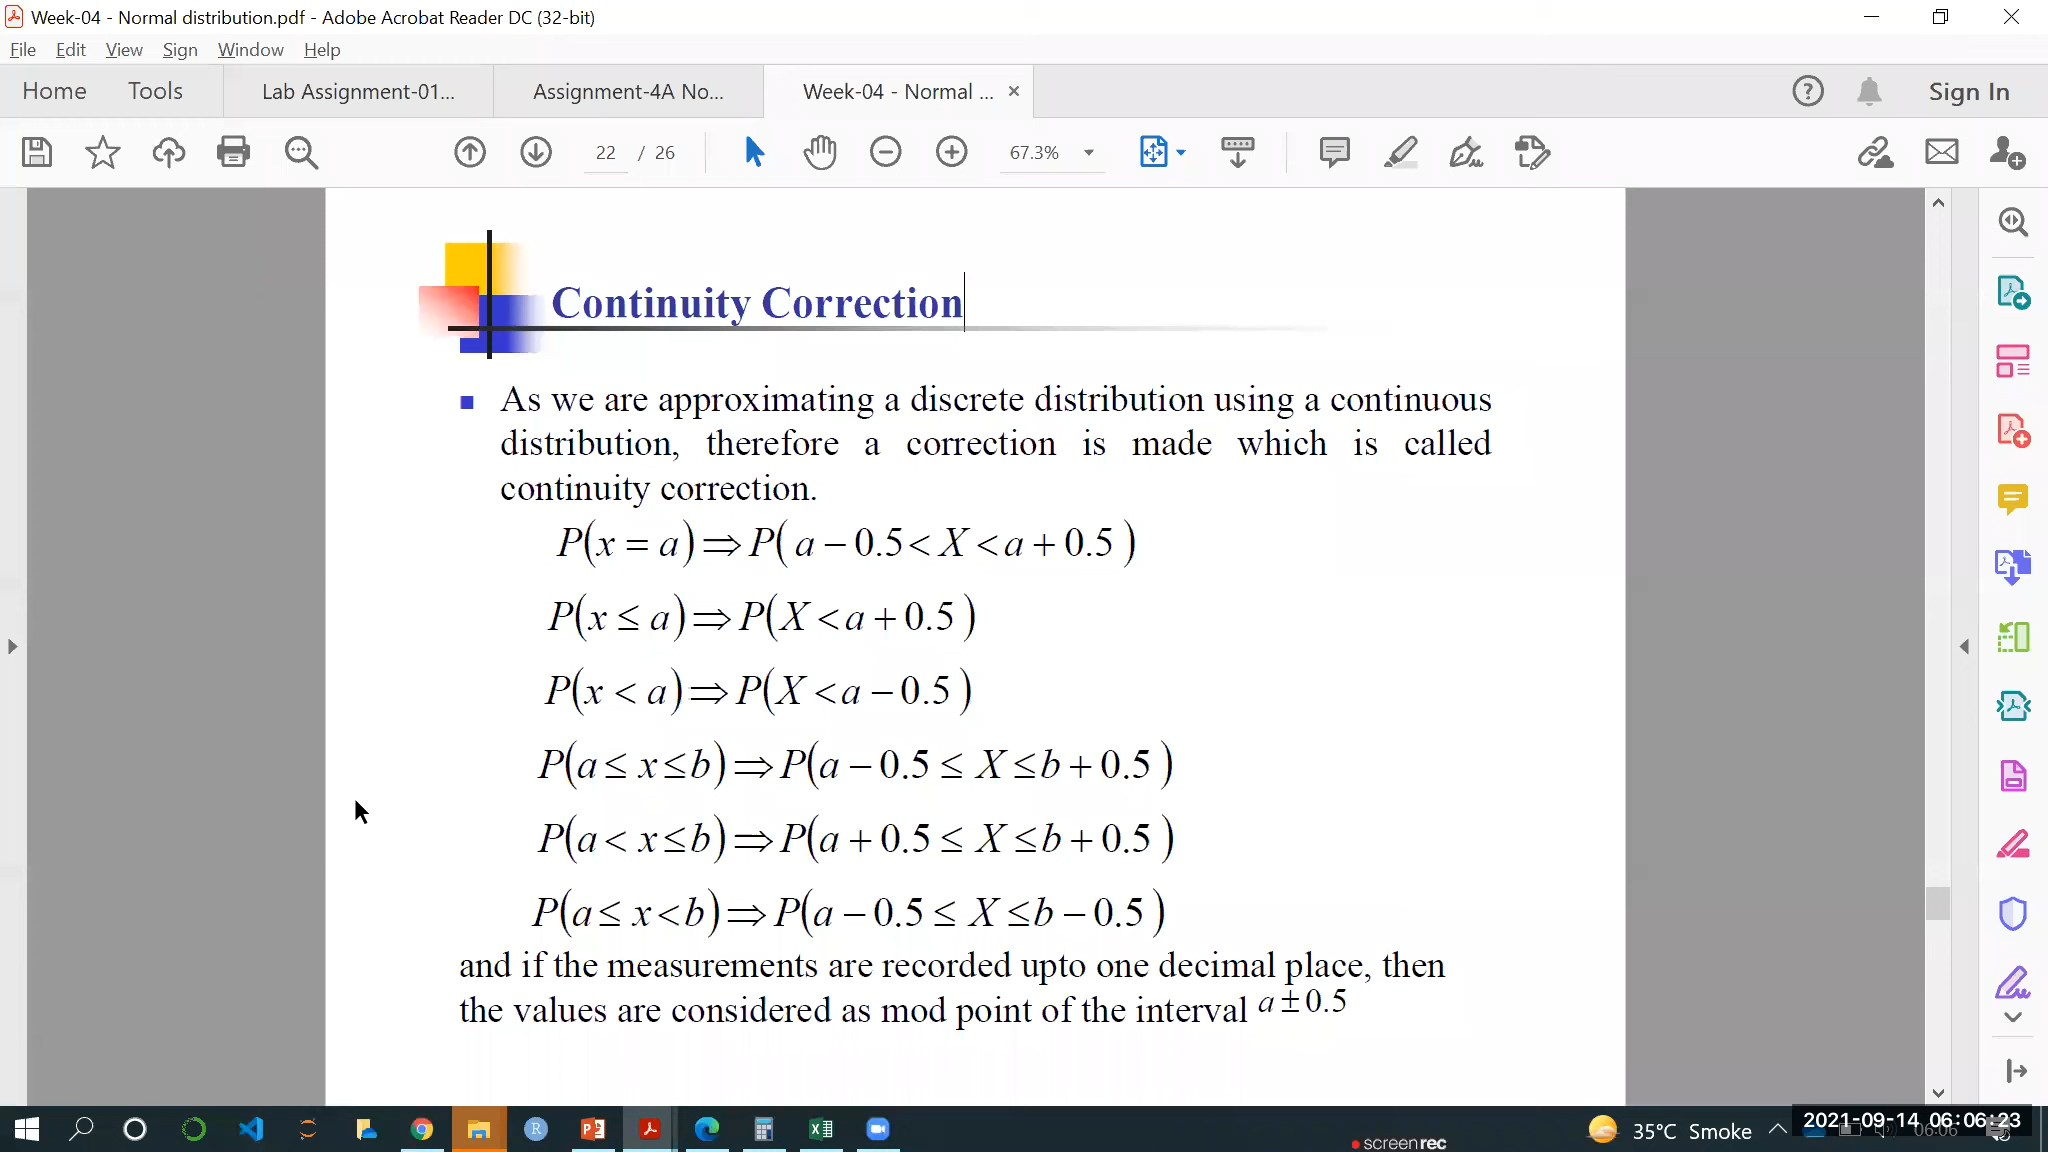 Week-04 - Normal distribution.pdf - Adobe Acrobat Reader DC (32-bit)
File Edit View Sign Window Help
Home Tools Lab Assignment-01... Assignment-4A No... Week-04 - Normal ... × Sign In
22 / 26 67.3%
Continuity Correction
As we are approximating a discrete distribution using a continuous
distribution, therefore a correction is made which is called
continuity correction.
P(x = a)⇒P( a − 0.5 < X < a + 0.5 )
P(x ≤ a)⇒P(X < a + 0.5 )
P(x < a)⇒P(X < a − 0.5 )
P(a ≤ x ≤ b)⇒P(a − 0.5 ≤ X ≤ b + 0.5 )
P(a < x ≤ b)⇒P(a + 0.5 ≤ X ≤ b + 0.5 )
P(a ≤ x < b)⇒P(a − 0.5 ≤ X ≤ b − 0.5 )
and if the measurements are recorded upto one decimal place, then
the values are considered as mod point of the interval a ± 0.5
35°C Smoke 2021-09-14 06:06:23
06:06
screenrec